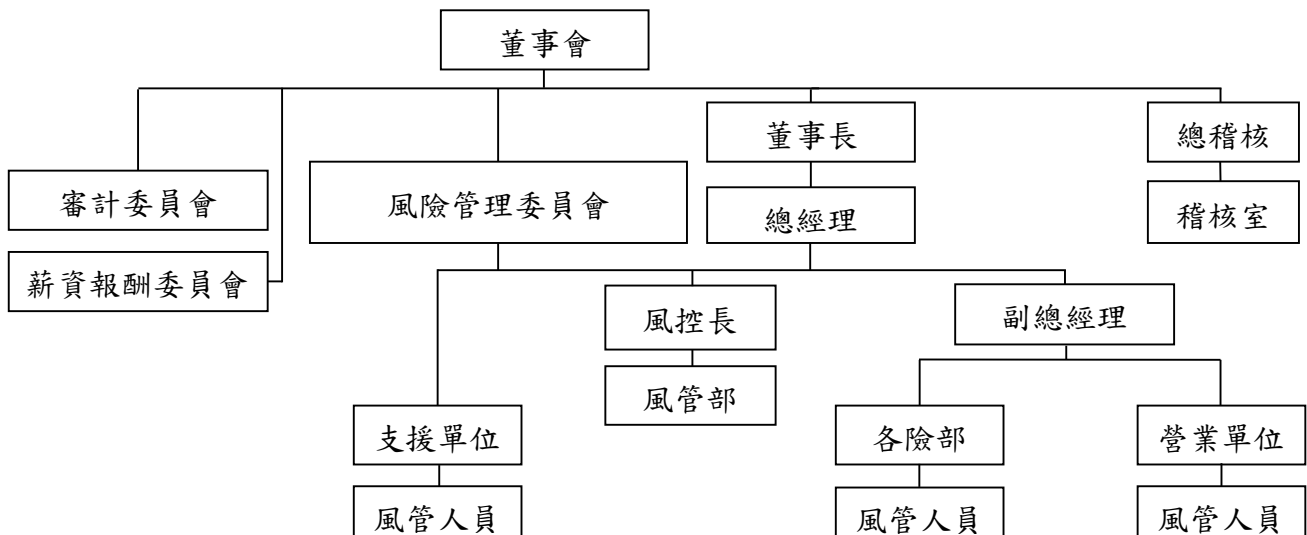 董事會
董事長
總稽核
審計委員會
風險管理委員會
總經理
稽核室
薪資報酬委員會
風控長
副總經理
風管部
支援單位
各險部
營業單位
風管人員
風管人員
風管人員